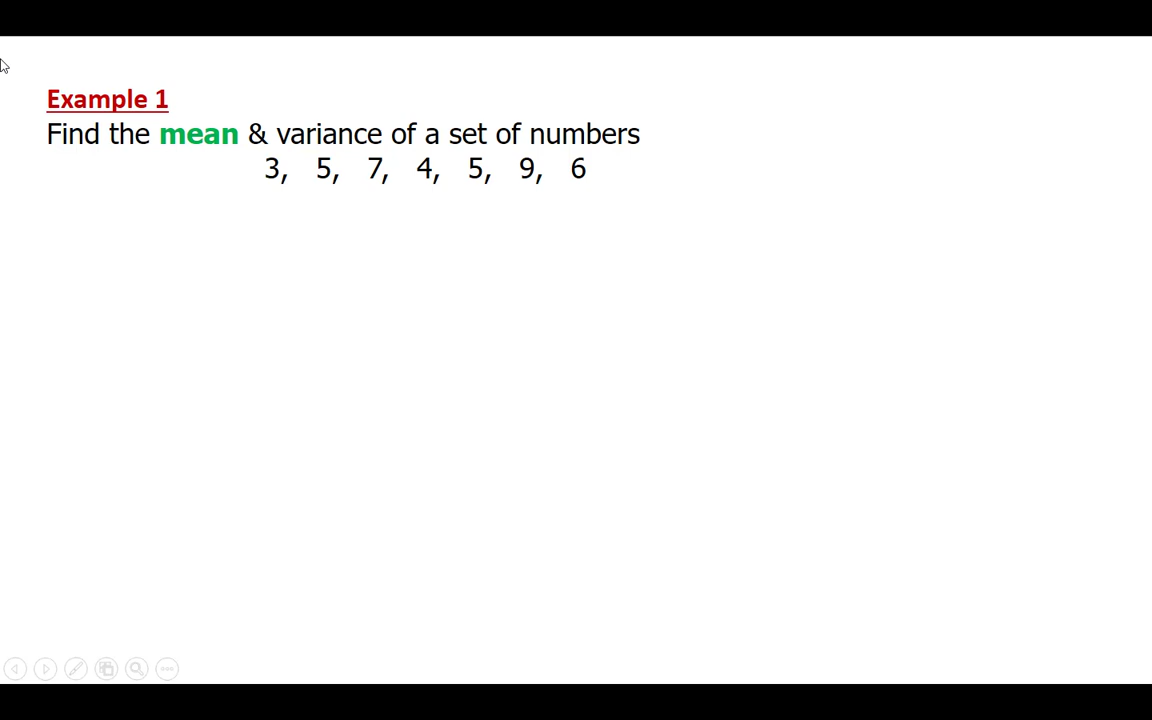 Example 1
Find the mean & variance of a set of numbers
3, 5, 7, 4, 5, 9, 6